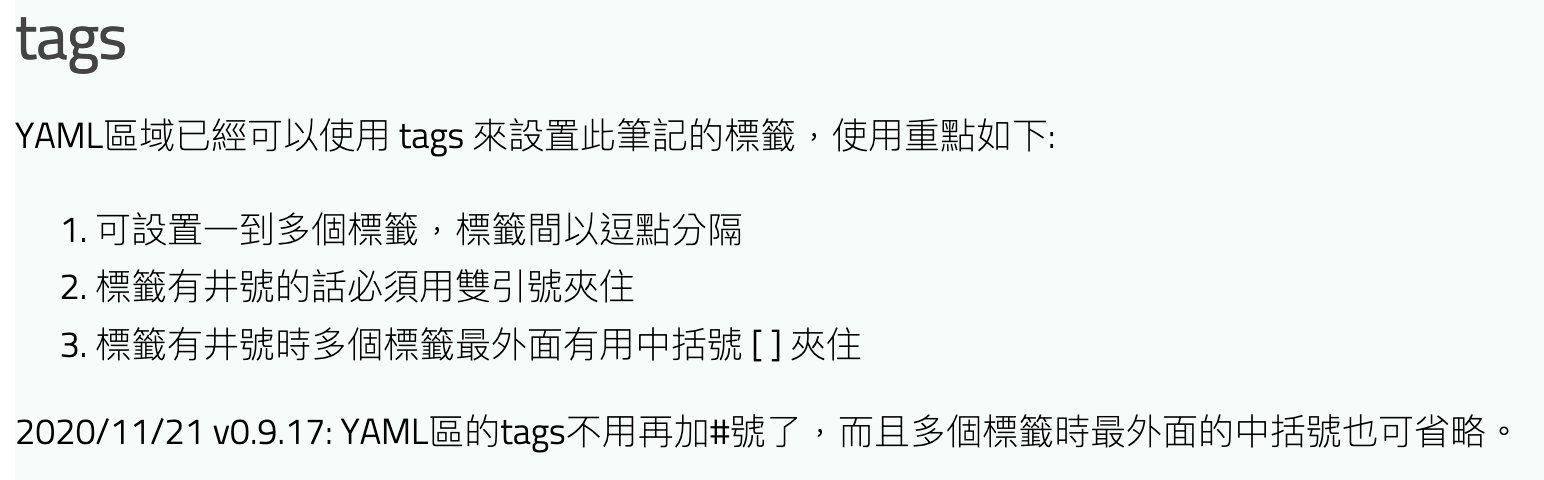 tags
YAML區域已經可以使用 tags 來設置此筆記的標籤，使用重點如下:
1. 可設置一到多個標籤，標籤間以逗點分隔
2. 標籤有井號的話必須用雙引號夾住
3. 標籤有井號時多個標籤最外面有用中括號 [ ] 夾住
2020/11/21 v0.9.17: YAML區的tags不用再加#號了，而且多個標籤時最外面的中括號也可省略。